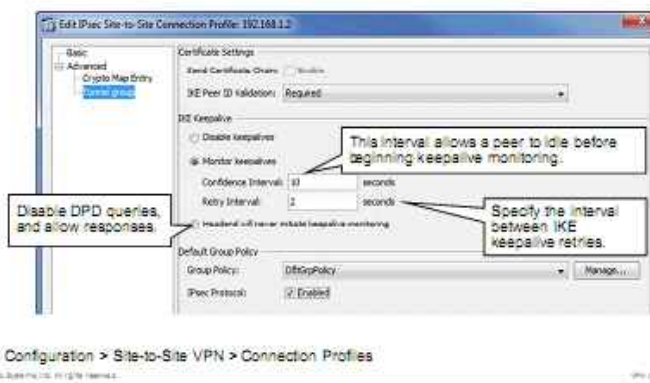 Edit IPsec Site-to-Site Connection Profile: 192.168.1.2
Basic
Advanced
Crypto Map Entry
Tunnel group
Certificate Settings
Send Certificate Chain: Enable
IKE Peer ID Validation: Required
IKE Keepalive
Disable keepalives
Monitor keepalives
Confidence Interval: 10 seconds
Retry Interval: 2 seconds
Headend will never initiate keepalive monitoring
This interval allows a peer to idle before
beginning keepalive monitoring.
Disable DPD queries,
and allow responses.
Specify the interval
between IKE
keepalive retries.
Default Group Policy
Group Policy: DfltGrpPolicy Manage...
IPsec Protocol: Enabled
Configuration > Site-to-Site VPN > Connection Profiles